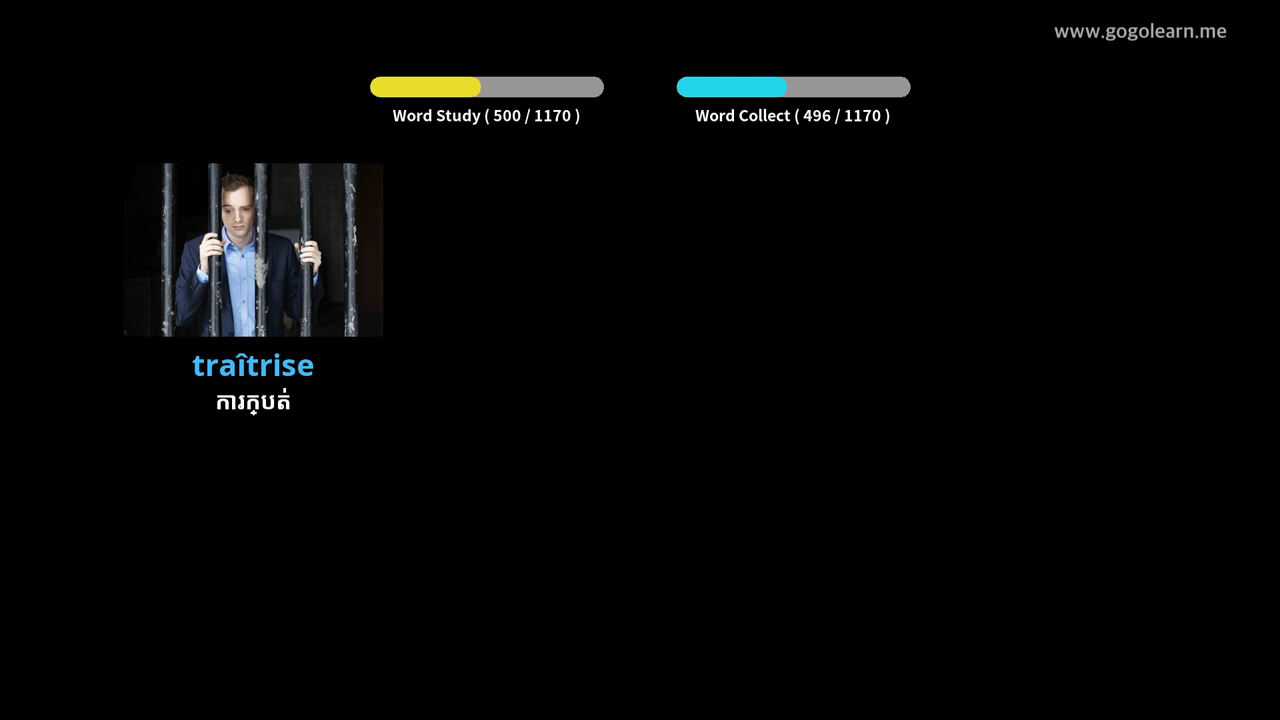 www.gogolearn.me
Word Study ( 500 / 1170 )
Word Collect ( 496 / 1170 )
traîtrise
ការក្បត់